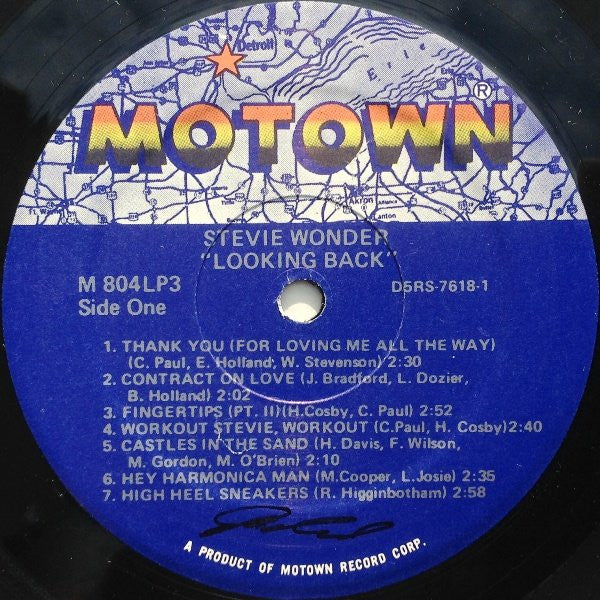 Detroit
Erie
MOTOWN®
Akron
Canton
STEVIE WONDER
"LOOKING BACK"
M 804LP3
D5RS-7618-1
Side One
1. THANK YOU (FOR LOVING ME ALL THE WAY)
(C. Paul, E. Holland, W. Stevenson) 2:30
2. CONTRACT ON LOVE (J. Bradford, L. Dozier,
B. Holland) 2:02
3. FINGERTIPS (PT. II)(H.Cosby, C. Paul) 2:52
4. WORKOUT STEVIE, WORKOUT (C.Paul, H. Cosby)2:40
5. CASTLES IN THE SAND (H. Davis, F. Wilson,
M. Gordon, M. O'Brien) 2:10
6. HEY HARMONICA MAN (M.Cooper, L.Josie) 2:35
7. HIGH HEEL SNEAKERS (R. Higginbotham) 2:58
A PRODUCT OF MOTOWN RECORD CORP.